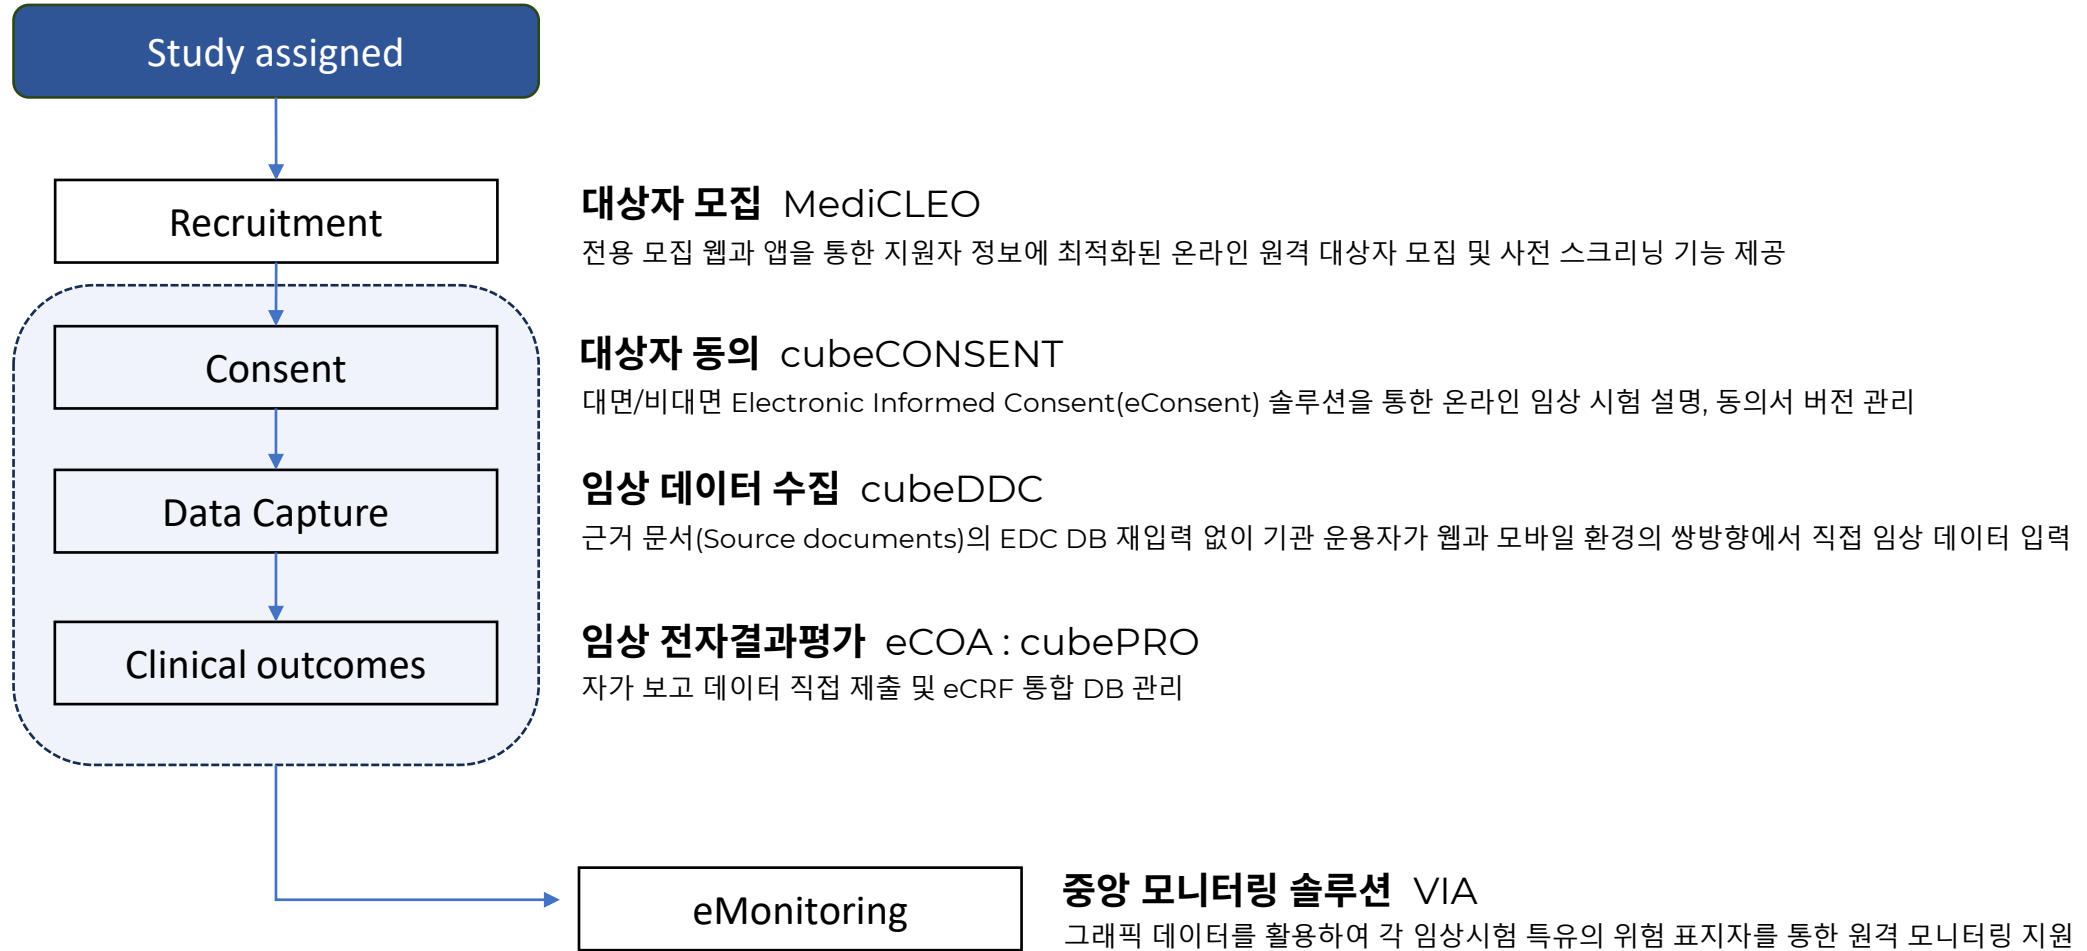 Study assigned
Recruitment
대상자 모집 MediCLEO
전용 모집 웹과 앱을 통한 지원자 정보에 최적화된 온라인 원격 대상자 모집 및 사전 스크리닝 기능 제공
Consent
대상자 동의 cubeCONSENT
대면/비대면 Electronic Informed Consent(eConsent) 솔루션을 통한 온라인 임상 시험 설명, 동의서 버전 관리
Data Capture
임상 데이터 수집 cubeDDC
근거 문서(Source documents)의 EDC DB 재입력 없이 기관 운용자가 웹과 모바일 환경의 쌍방향에서 직접 임상 데이터 입력
Clinical outcomes
임상 전자결과평가 eCOA : cubePRO
자가 보고 데이터 직접 제출 및 eCRF 통합 DB 관리
eMonitoring
중앙 모니터링 솔루션 VIA
그래픽 데이터를 활용하여 각 임상시험 특유의 위험 표지자를 통한 원격 모니터링 지원